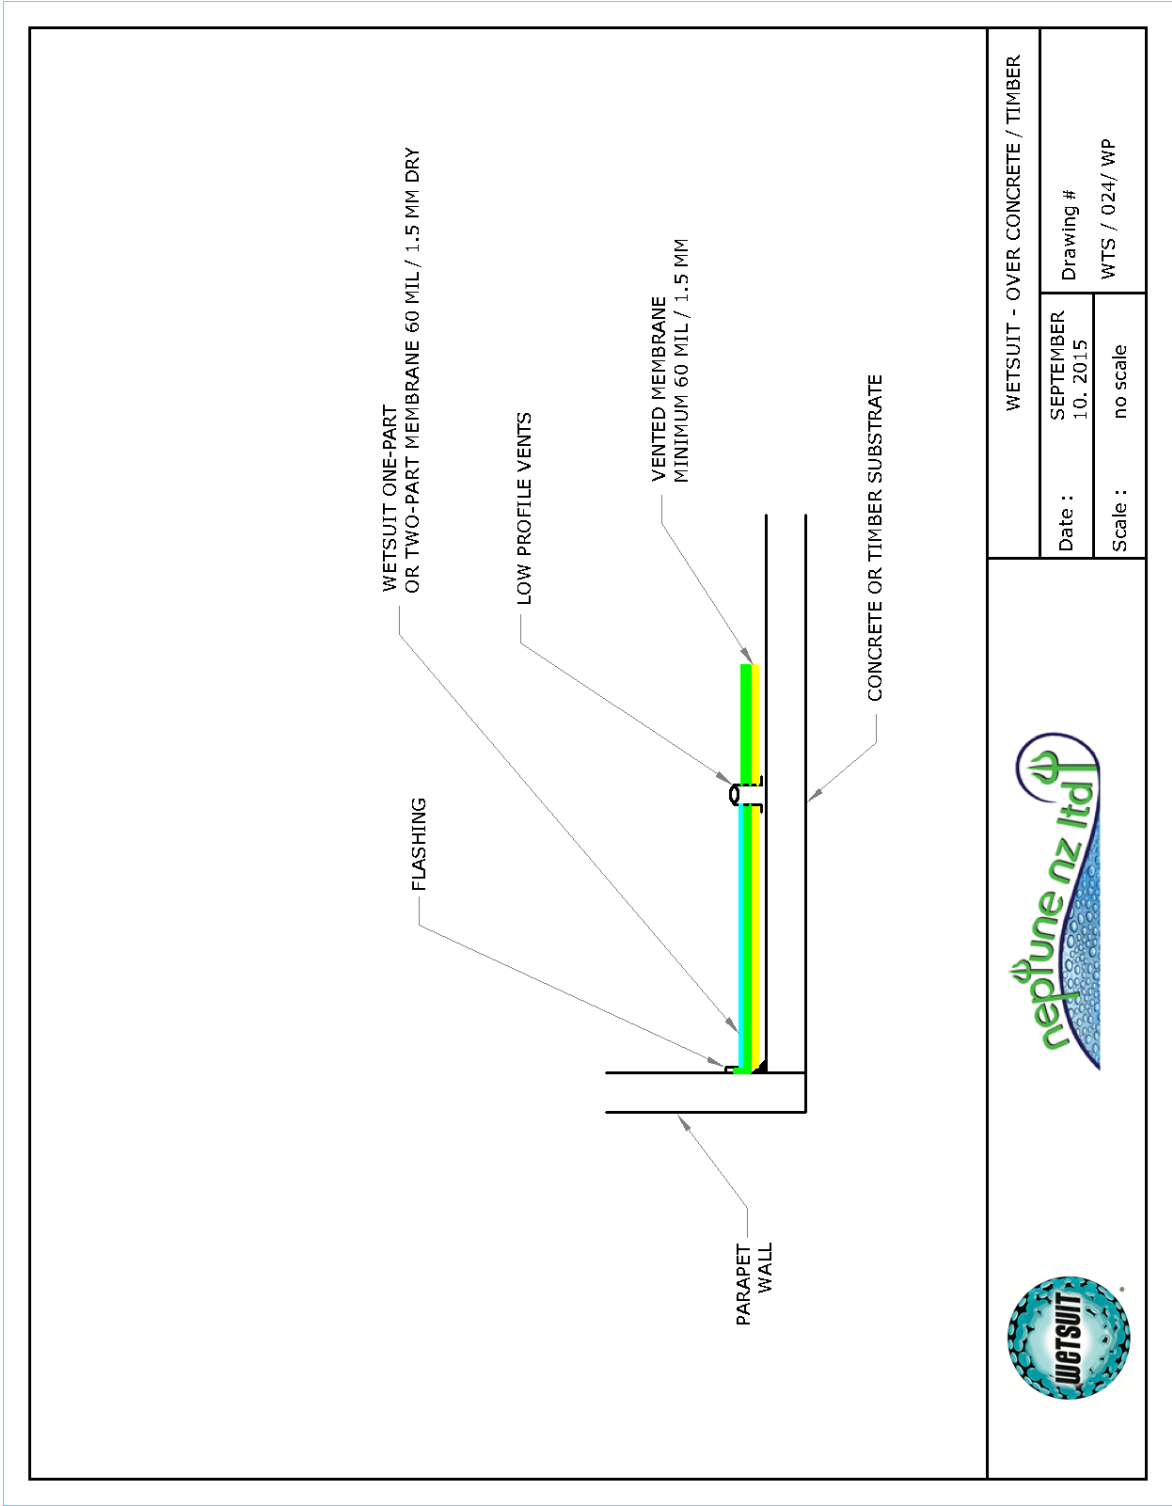 WETSUIT ONE-PART
OR TWO-PART MEMBRANE 60 MIL / 1.5 MM DRY
FLASHING
LOW PROFILE VENTS
VENTED MEMBRANE
MINIMUM 60 MIL / 1.5 MM
PARAPET
WALL
CONCRETE OR TIMBER SUBSTRATE
WETSUIT
neptune nz ltd
WETSUIT - OVER CONCRETE / TIMBER
Date :
SEPTEMBER
10. 2015
Drawing #
WTS / 024/ WP
Scale :
no scale